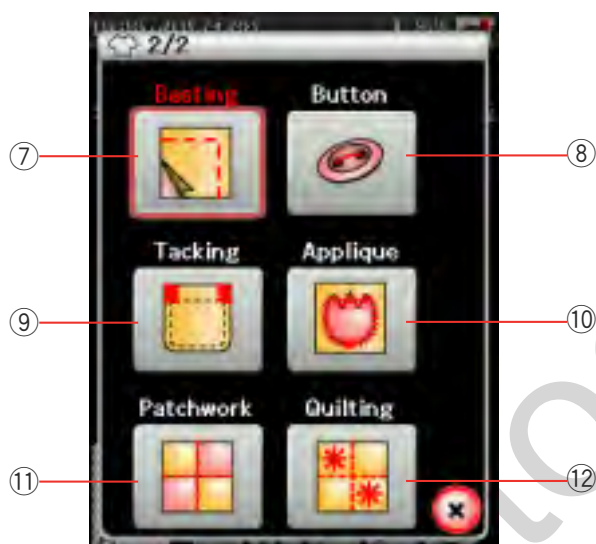 2/2
Basting Button
⑦ ⑧
Tacking Applique
⑨ ⑩
Patchwork Quilting
⑪ ⑫